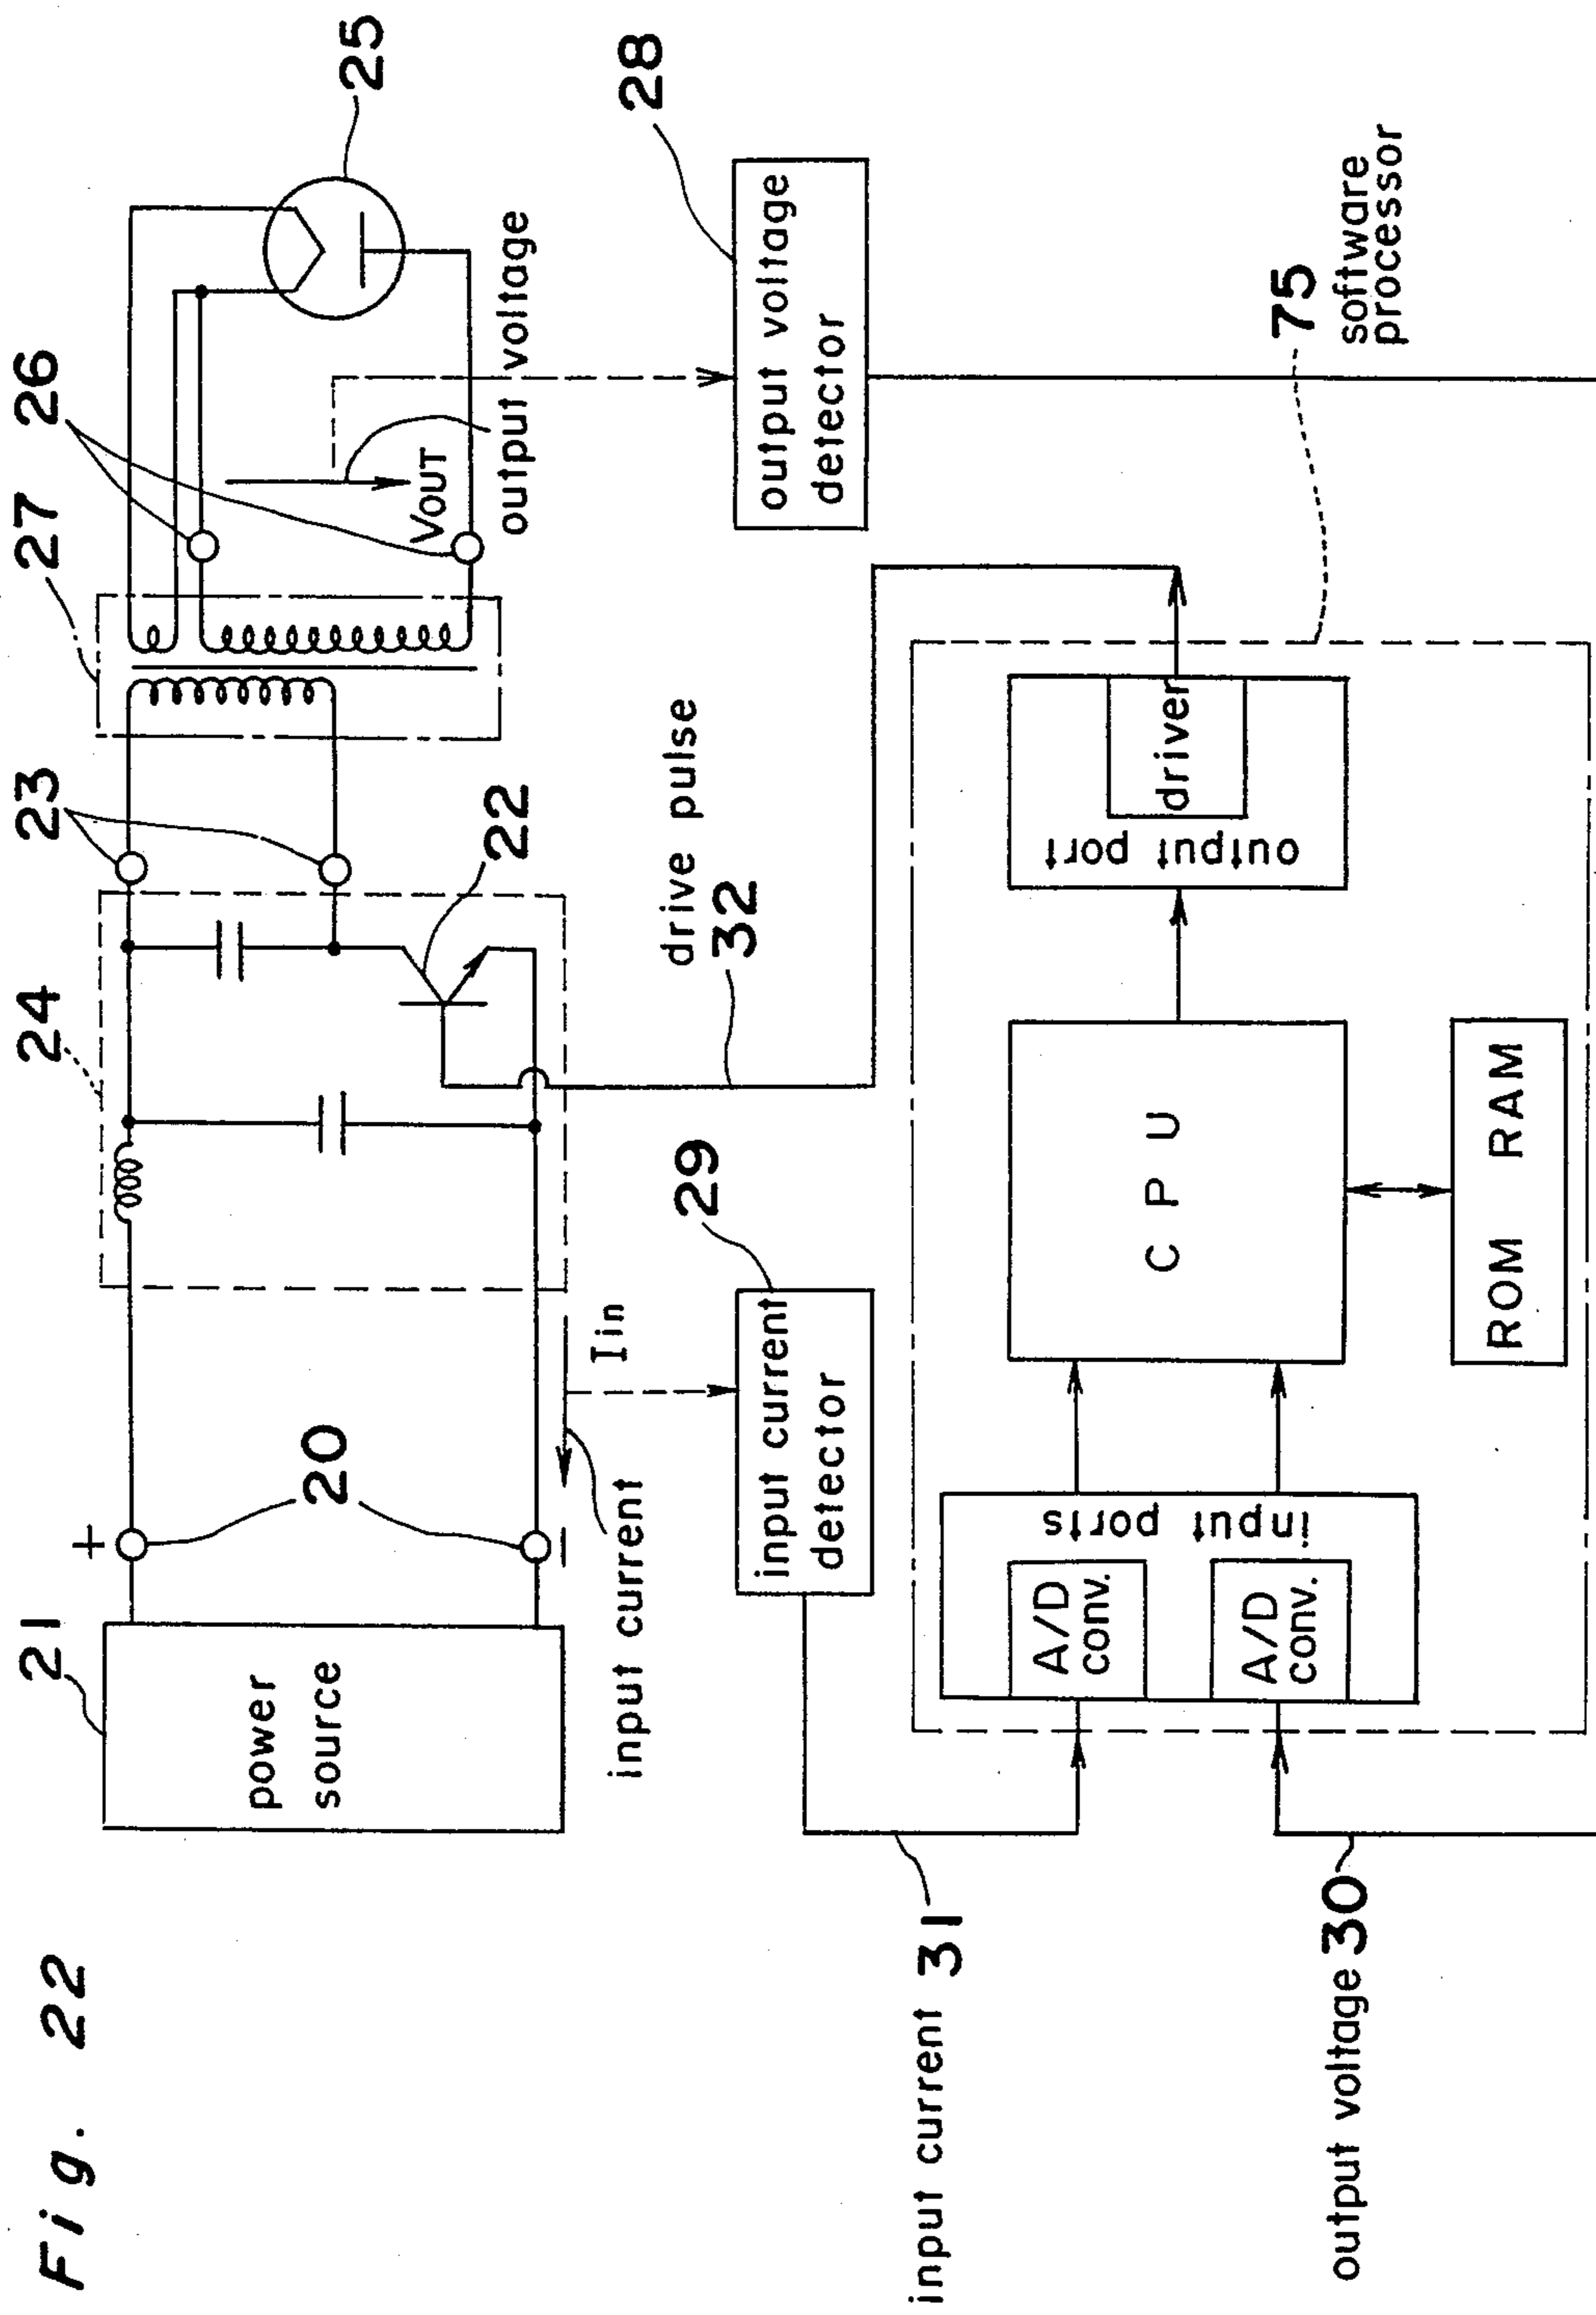 Fig. 22
21
power
source
+
20
−
input current
Iin
24
22
23
27
26
25
VOUT
output voltage
28
output voltage
detector
29
input current
detector
drive pulse
32
75
software
processor
input current 31
output voltage 30
A/D
conv.
A/D
conv.
input ports
CPU
ROM RAM
output port
driver